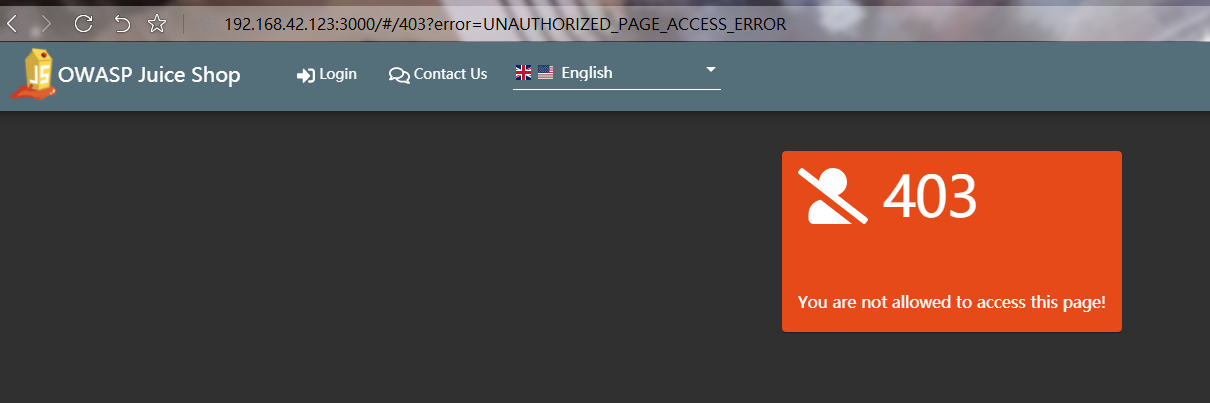 192.168.42.123:3000/#/403?error=UNAUTHORIZED_PAGE_ACCESS_ERROR
JS OWASP Juice Shop Login Contact Us English
403
You are not allowed to access this page!